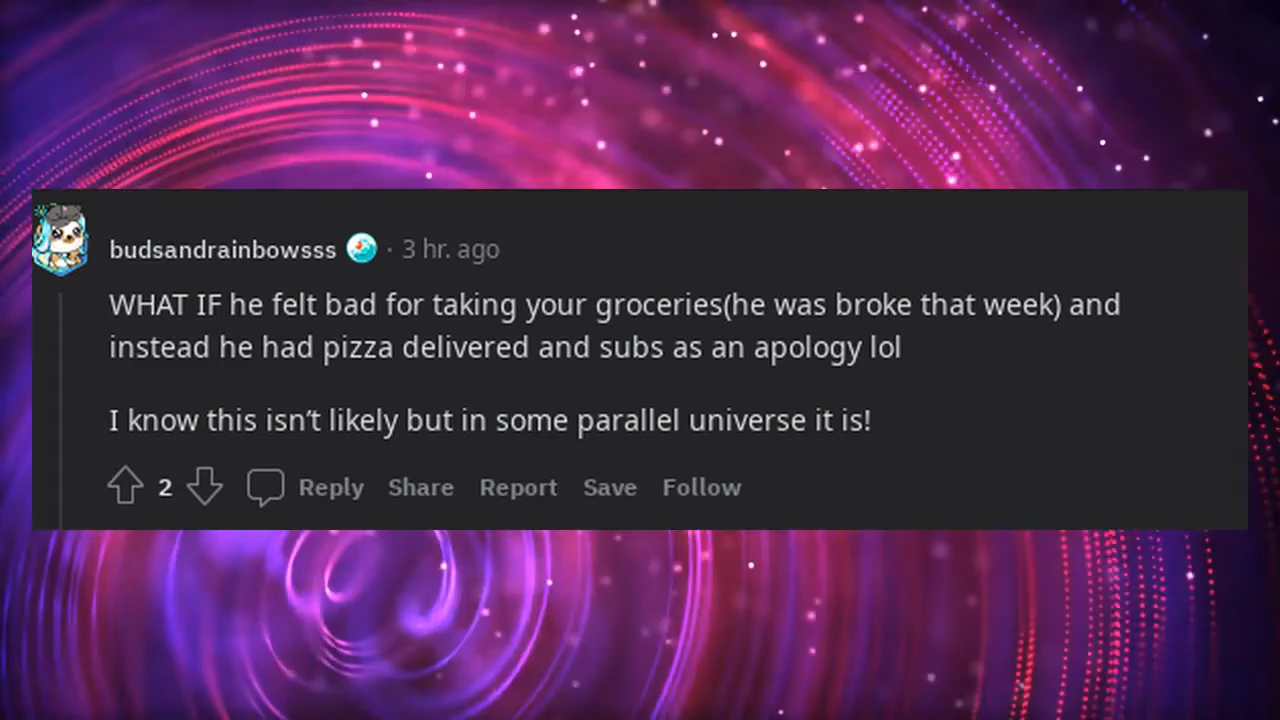 budsandrainbowsss · 3 hr. ago
WHAT IF he felt bad for taking your groceries(he was broke that week) and
instead he had pizza delivered and subs as an apology lol
I know this isn’t likely but in some parallel universe it is!
2 Reply Share Report Save Follow